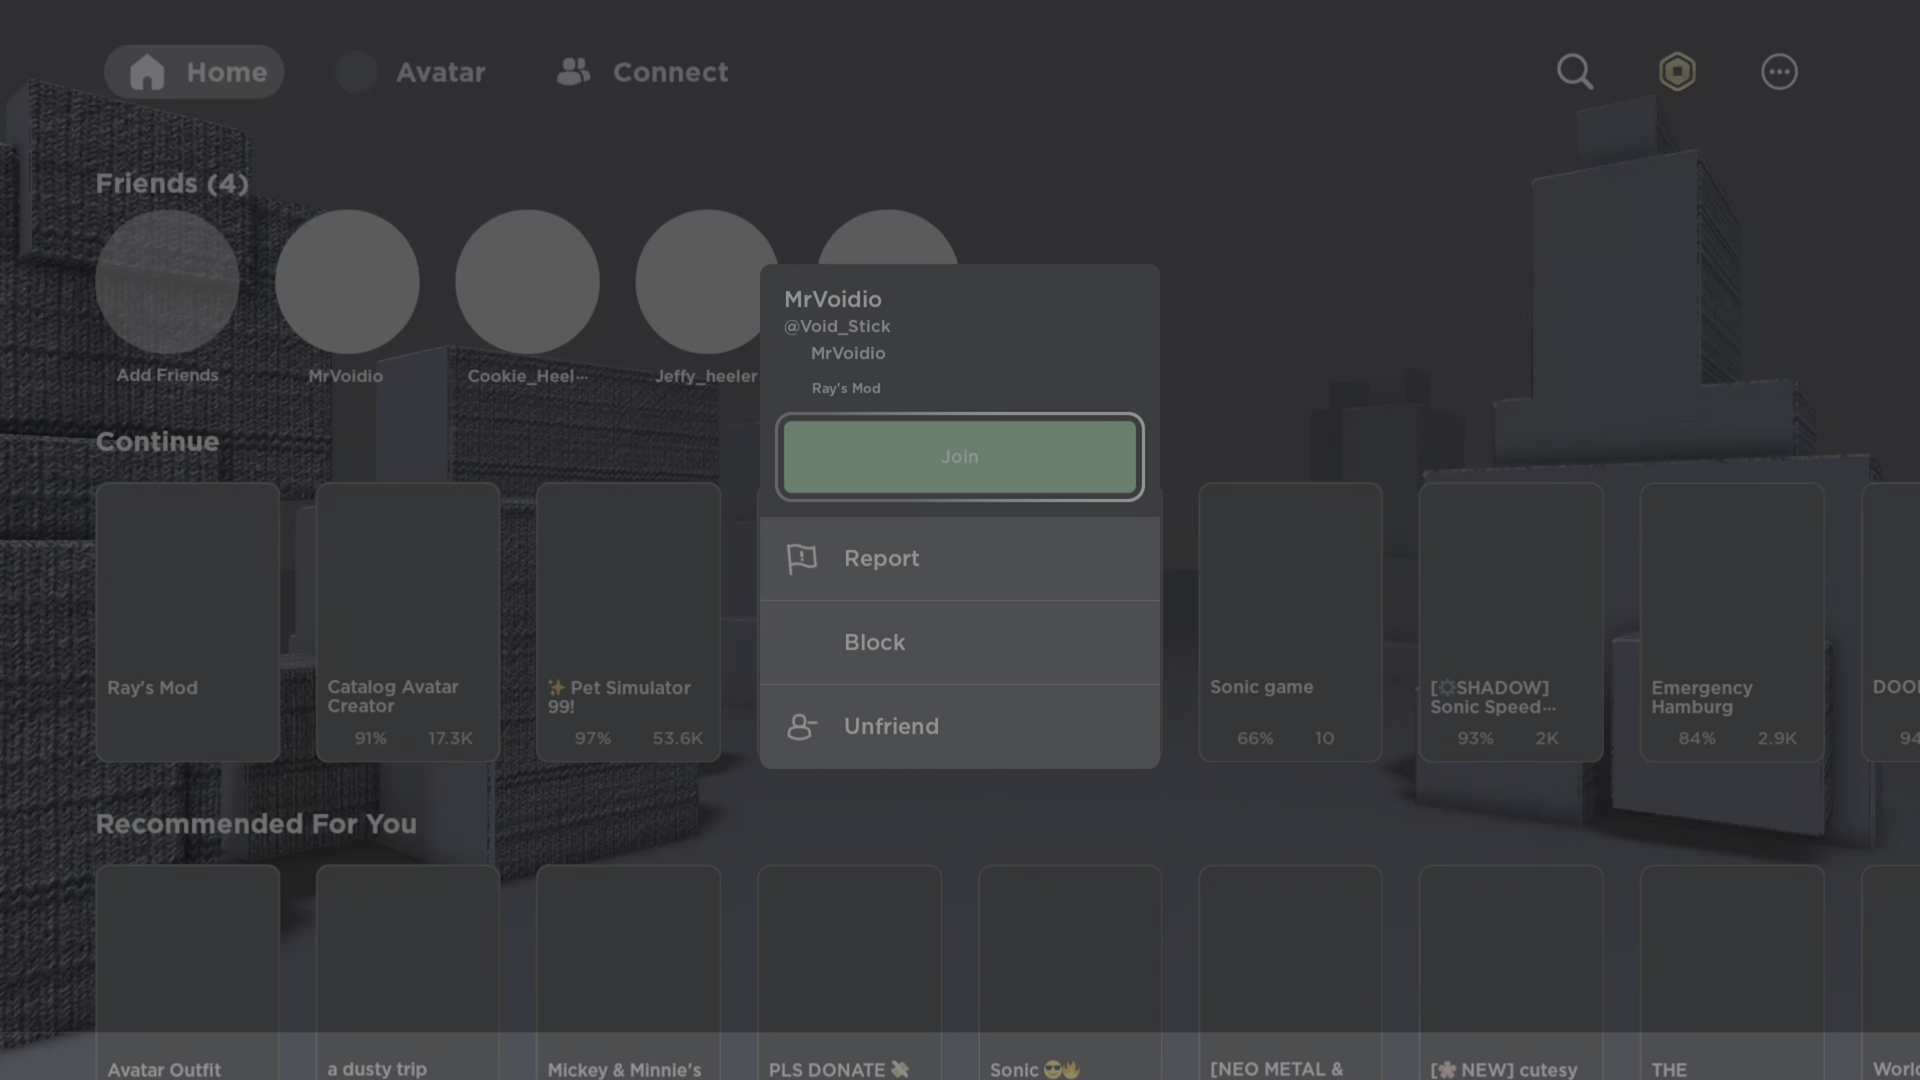 Home
Avatar
Connect
Friends (4)
Add Friends
MrVoidio
Cookie_Heel···
Jeffy_heeler
MrVoidio
@Void_Stick
MrVoidio
Ray's Mod
Join
Report
Block
Unfriend
Continue
Ray's Mod
Catalog Avatar
Creator
91% 17.3K
✨ Pet Simulator
99!
97% 53.6K
Sonic game
66% 10
[⚙SHADOW]
Sonic Speed···
93% 2K
Emergency
Hamburg
84% 2.9K
94
Recommended For You
Avatar Outfit
a dusty trip
Mickey & Minnie's
PLS DONATE 💸
Sonic 😎🔥
[NEO METAL &
[🌸 NEW] cutesy
THE
World